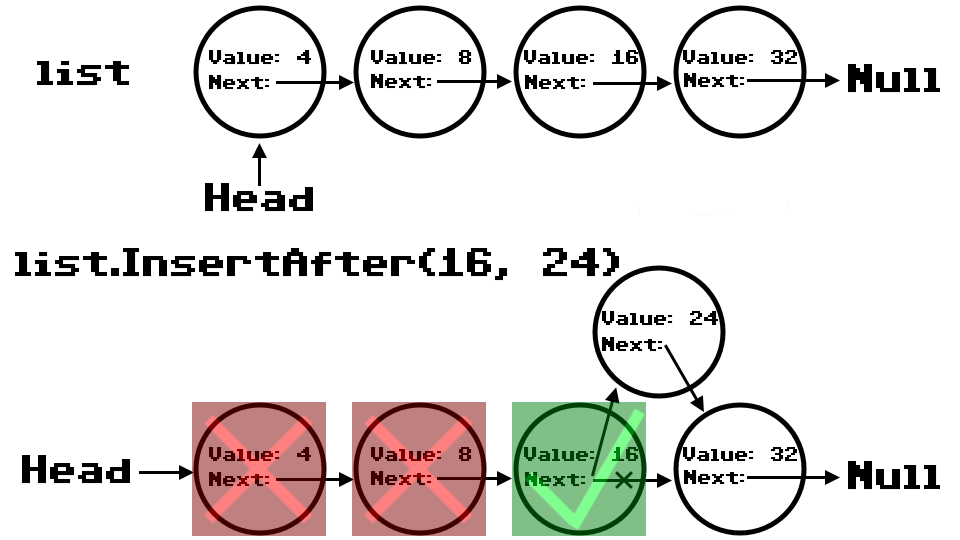 Value: 4 Value: 8 Value: 16 Value: 32
list Next: Next: Next: Next: Null
Head
list.InsertAfter(16, 24)
Value: 24
Next:
Value: 4 Value: 8 Value: 16 Value: 32
Head Next: Next: Next: Next: Null